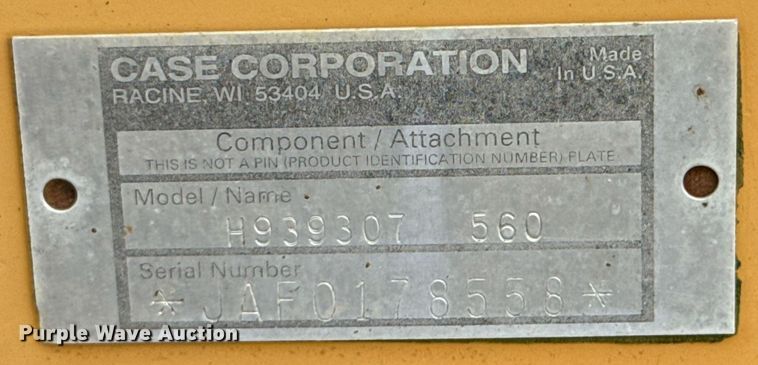 CASE CORPORATION
Made
In U.S.A.
RACINE, WI 53404 U.S.A.
Component / Attachment
THIS IS NOT A PIN (PRODUCT IDENTIFICATION NUMBER) PLATE
Model / Name
H939307 560
Serial Number
*JAF0178558*
Purple Wave Auction